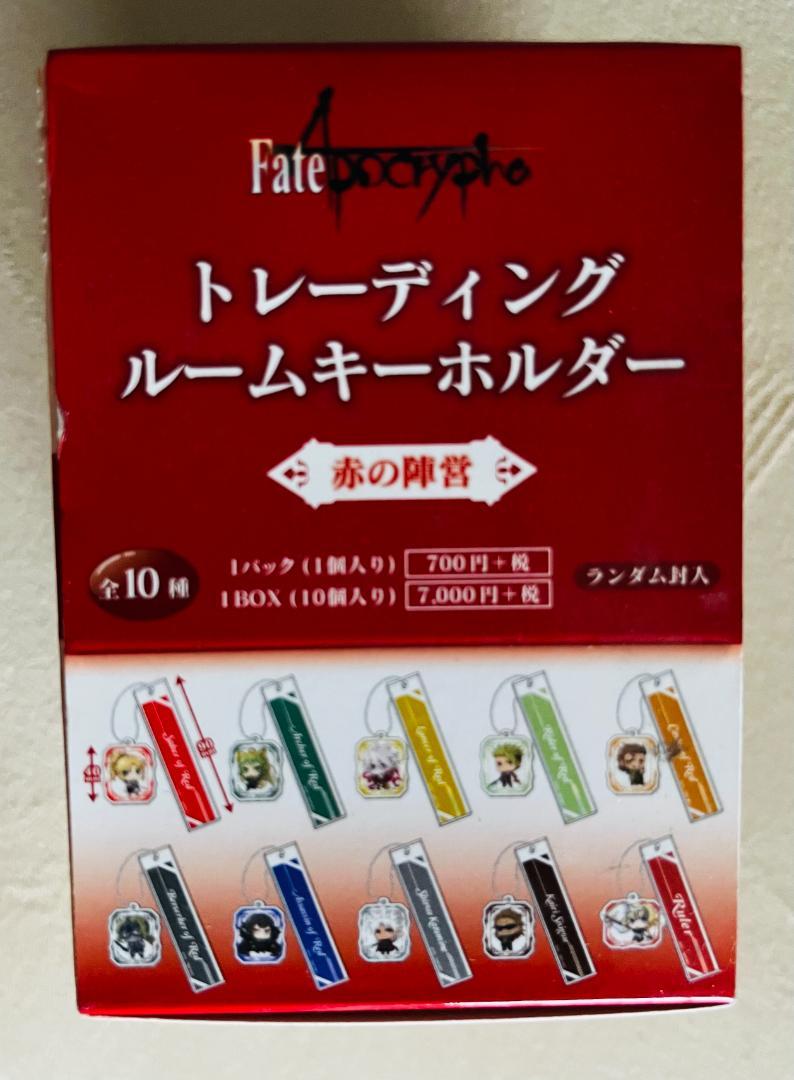 Fate Apocrypha
トレーディング
ルームキーホルダー
赤の陣営
全10種
1パック(1個入り) 700円+税
1BOX(10個入り) 7,000円+税
ランダム封入
90mm
40mm
Saber of Red
Archer of Red
Lancer of Red
Rider of Red
Caster of Red
Berserker of Red
Assassin of Red
Shirou Kotomine
Kairi Sisigou
Ruler